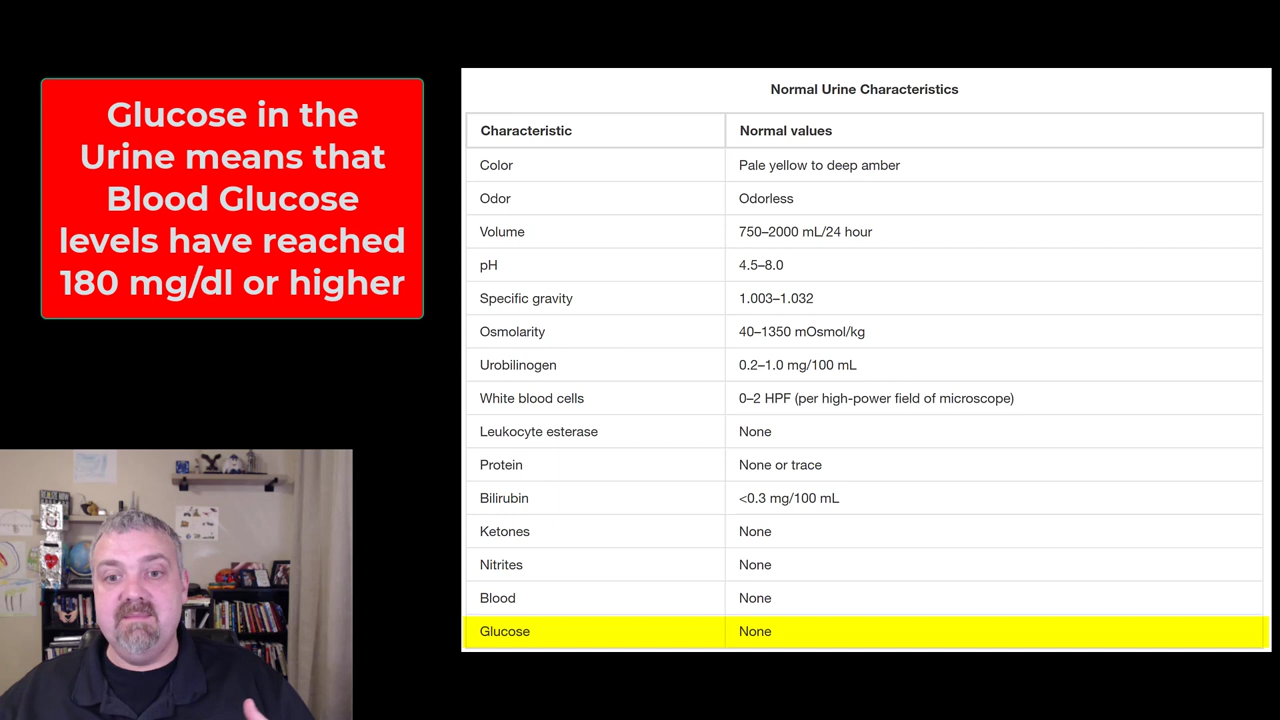 Glucose in the
Urine means that
Blood Glucose
levels have reached
180 mg/dl or higher
Normal Urine Characteristics
Characteristic Normal values
Color Pale yellow to deep amber
Odor Odorless
Volume 750–2000 mL/24 hour
pH 4.5–8.0
Specific gravity 1.003–1.032
Osmolarity 40–1350 mOsmol/kg
Urobilinogen 0.2–1.0 mg/100 mL
White blood cells 0–2 HPF (per high-power field of microscope)
Leukocyte esterase None
Protein None or trace
Bilirubin <0.3 mg/100 mL
Ketones None
Nitrites None
Blood None
Glucose None